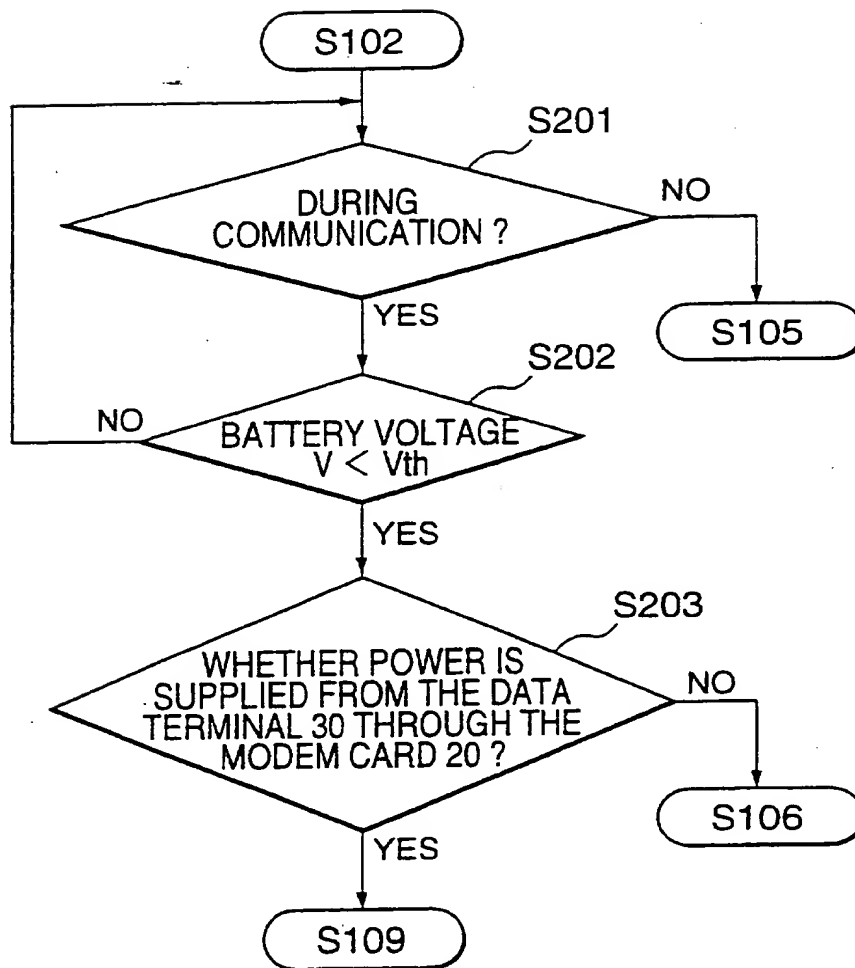 S102
S201
DURING
COMMUNICATION ?
NO
YES
S105
S202
NO
BATTERY VOLTAGE
V < Vth
YES
S203
WHETHER POWER IS
SUPPLIED FROM THE DATA
TERMINAL 30 THROUGH THE
MODEM CARD 20 ?
NO
S106
YES
S109